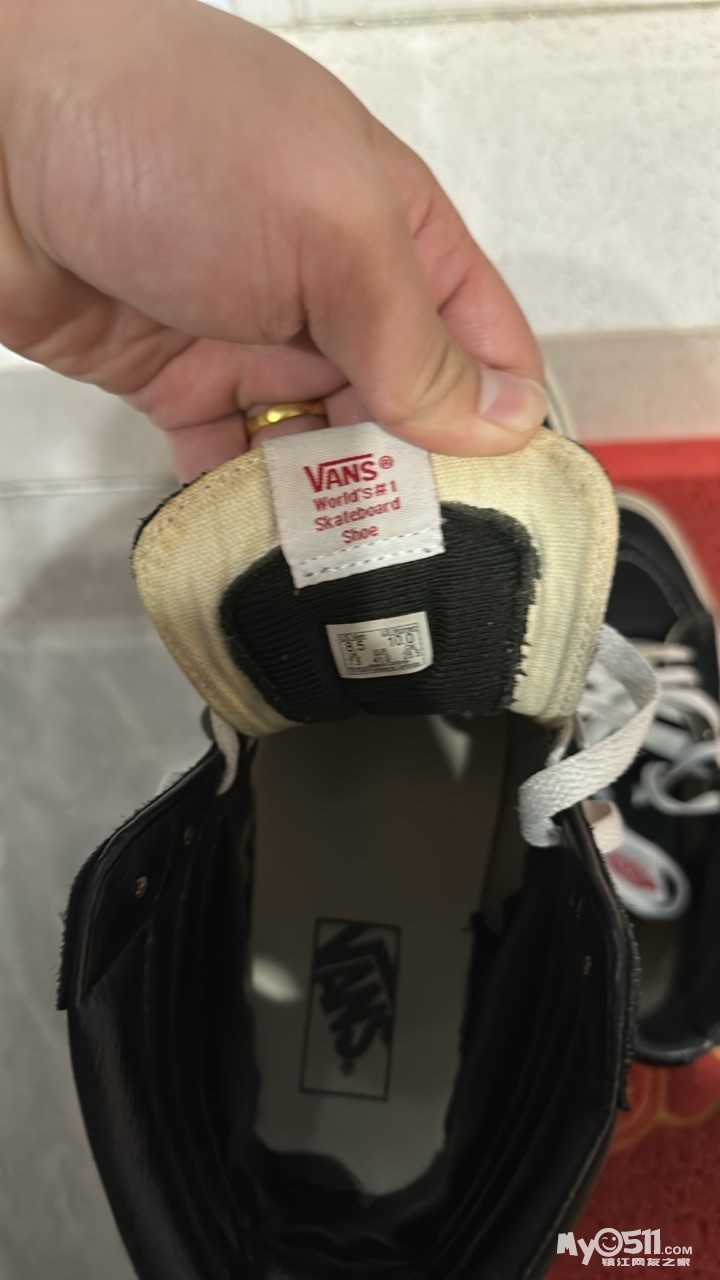 VANS®
World's #1
Skateboard
Shoe
8.5 10.0
VANS®
MY0511.COM
镇江网友之家